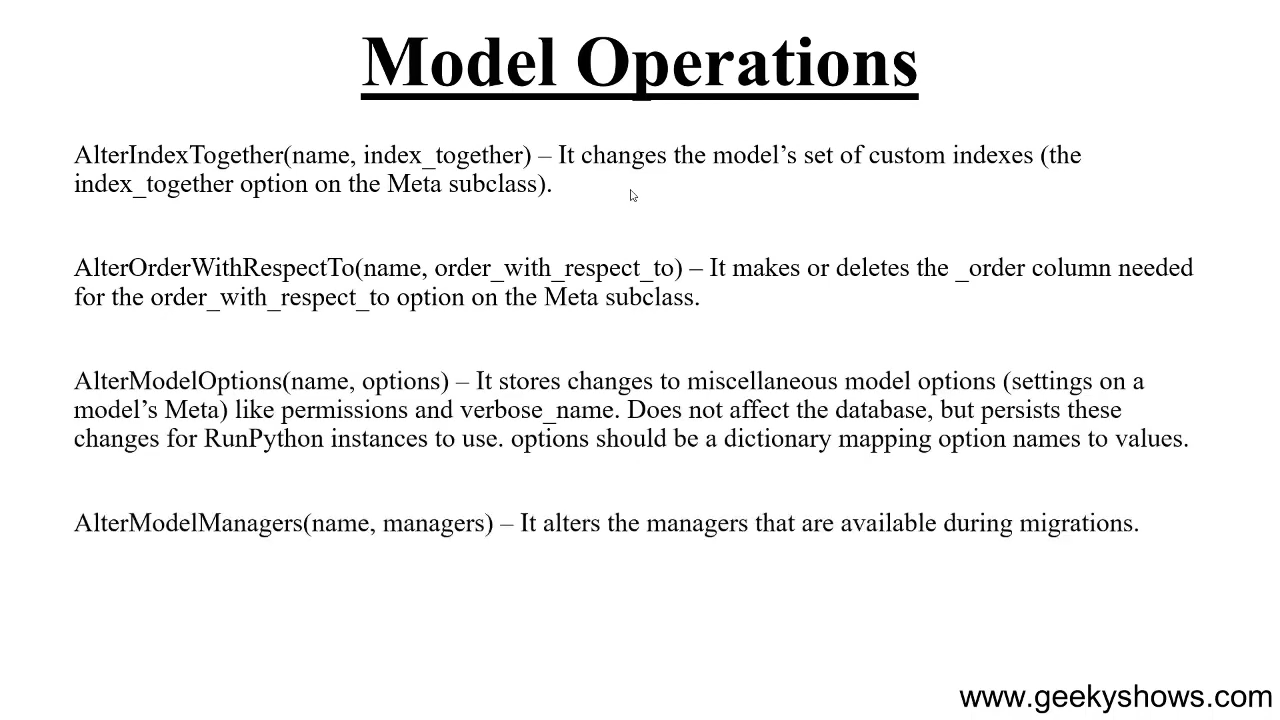 Model Operations
AlterIndexTogether(name, index_together) – It changes the model’s set of custom indexes (the
index_together option on the Meta subclass).
AlterOrderWithRespectTo(name, order_with_respect_to) – It makes or deletes the _order column needed
for the order_with_respect_to option on the Meta subclass.
AlterModelOptions(name, options) – It stores changes to miscellaneous model options (settings on a
model’s Meta) like permissions and verbose_name. Does not affect the database, but persists these
changes for RunPython instances to use. options should be a dictionary mapping option names to values.
AlterModelManagers(name, managers) – It alters the managers that are available during migrations.
www.geekyshows.com